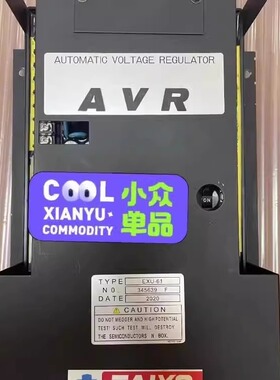 AUTOMATIC VOLTAGE REGULATOR
AVR
COOL 小众
XIANYU 单品
COMMODITY
ON
TYPE EXU-61
NO. 345639 F
DATE 2020
CAUTION
DO NOT MEGGER AND HIGH POTENTIAL
TEST! SUCH TEST WILL DESTROY
THE SEMICONDUCTORS N BOX.
TAIYO